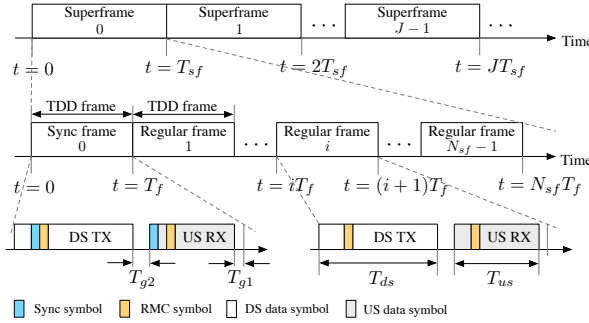 Superframe Superframe Superframe
0 1 ... J − 1 ...
Time
t = 0 t = T_sf t = 2T_sf t = JT_sf
TDD frame TDD frame
Sync frame Regular frame Regular frame Regular frame
0 1 ... i ... N_sf − 1
Time
t = 0 t = T_f t = iT_f t = (i + 1)T_f t = N_sf T_f
DS TX US RX DS TX US RX
T_g2 T_g1 T_ds T_us
Sync symbol RMC symbol DS data symbol US data symbol